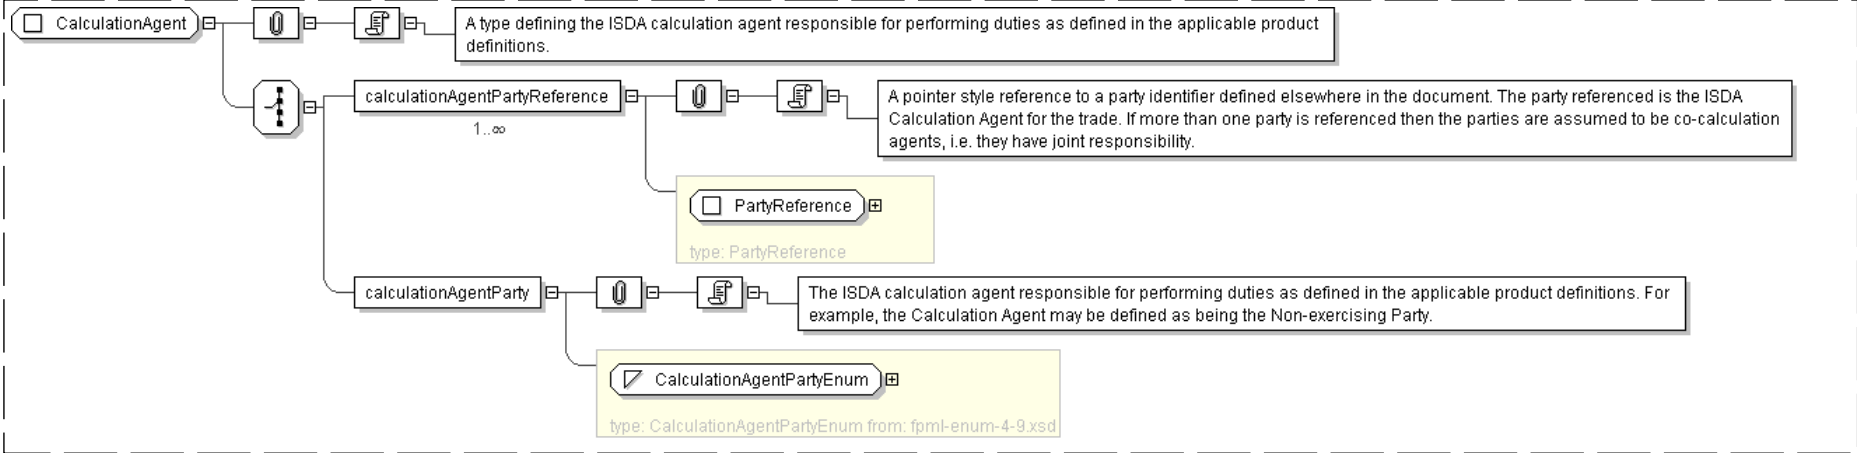 CalculationAgent
A type defining the ISDA calculation agent responsible for performing duties as defined in the applicable product
definitions.
calculationAgentPartyReference
1..∞
A pointer style reference to a party identifier defined elsewhere in the document. The party referenced is the ISDA
Calculation Agent for the trade. If more than one party is referenced then the parties are assumed to be co-calculation
agents, i.e. they have joint responsibility.
PartyReference
type: PartyReference
calculationAgentParty
The ISDA calculation agent responsible for performing duties as defined in the applicable product definitions. For
example, the Calculation Agent may be defined as being the Non-exercising Party.
CalculationAgentPartyEnum
type: CalculationAgentPartyEnum from: fpml-enum-4-9.xsd